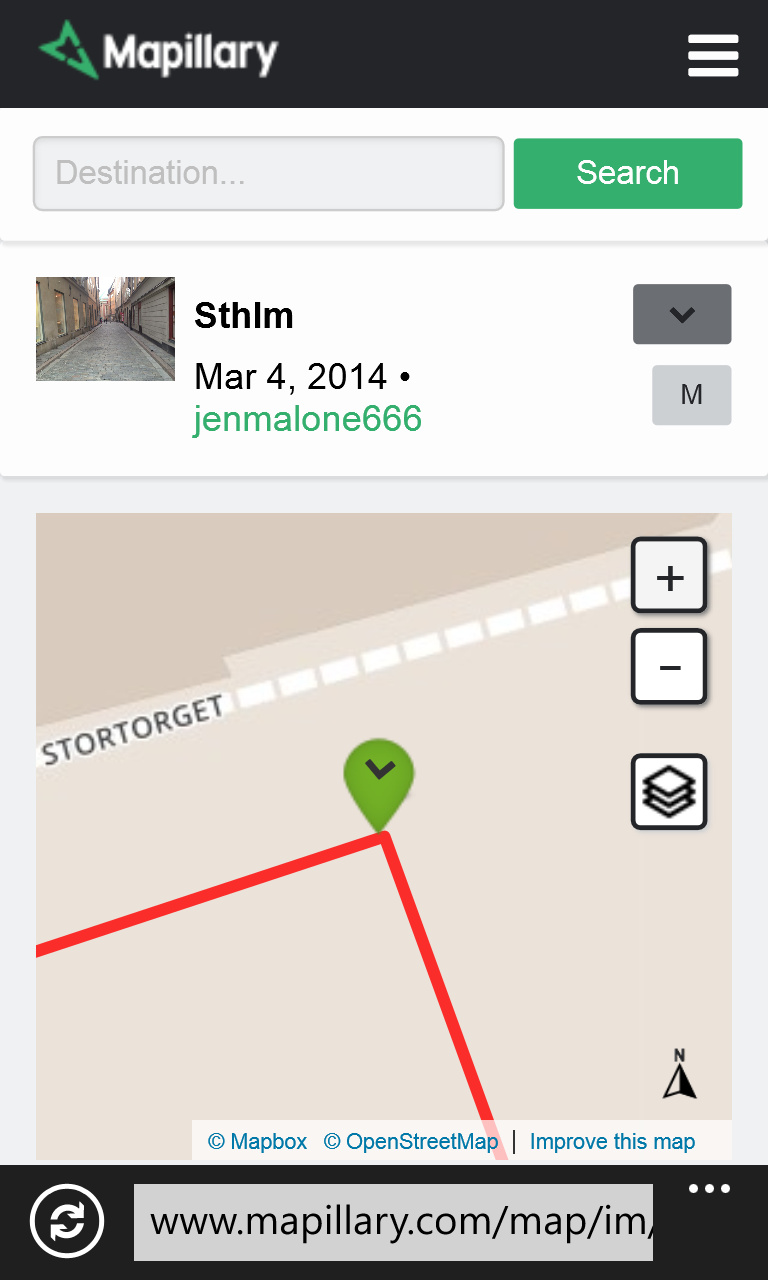 Mapillary
Destination...
Search
Sthlm
Mar 4, 2014 •
jenmalone666
M
+
STORTORGET
−
N
© Mapbox © OpenStreetMap | Improve this map
www.mapillary.com/map/im/